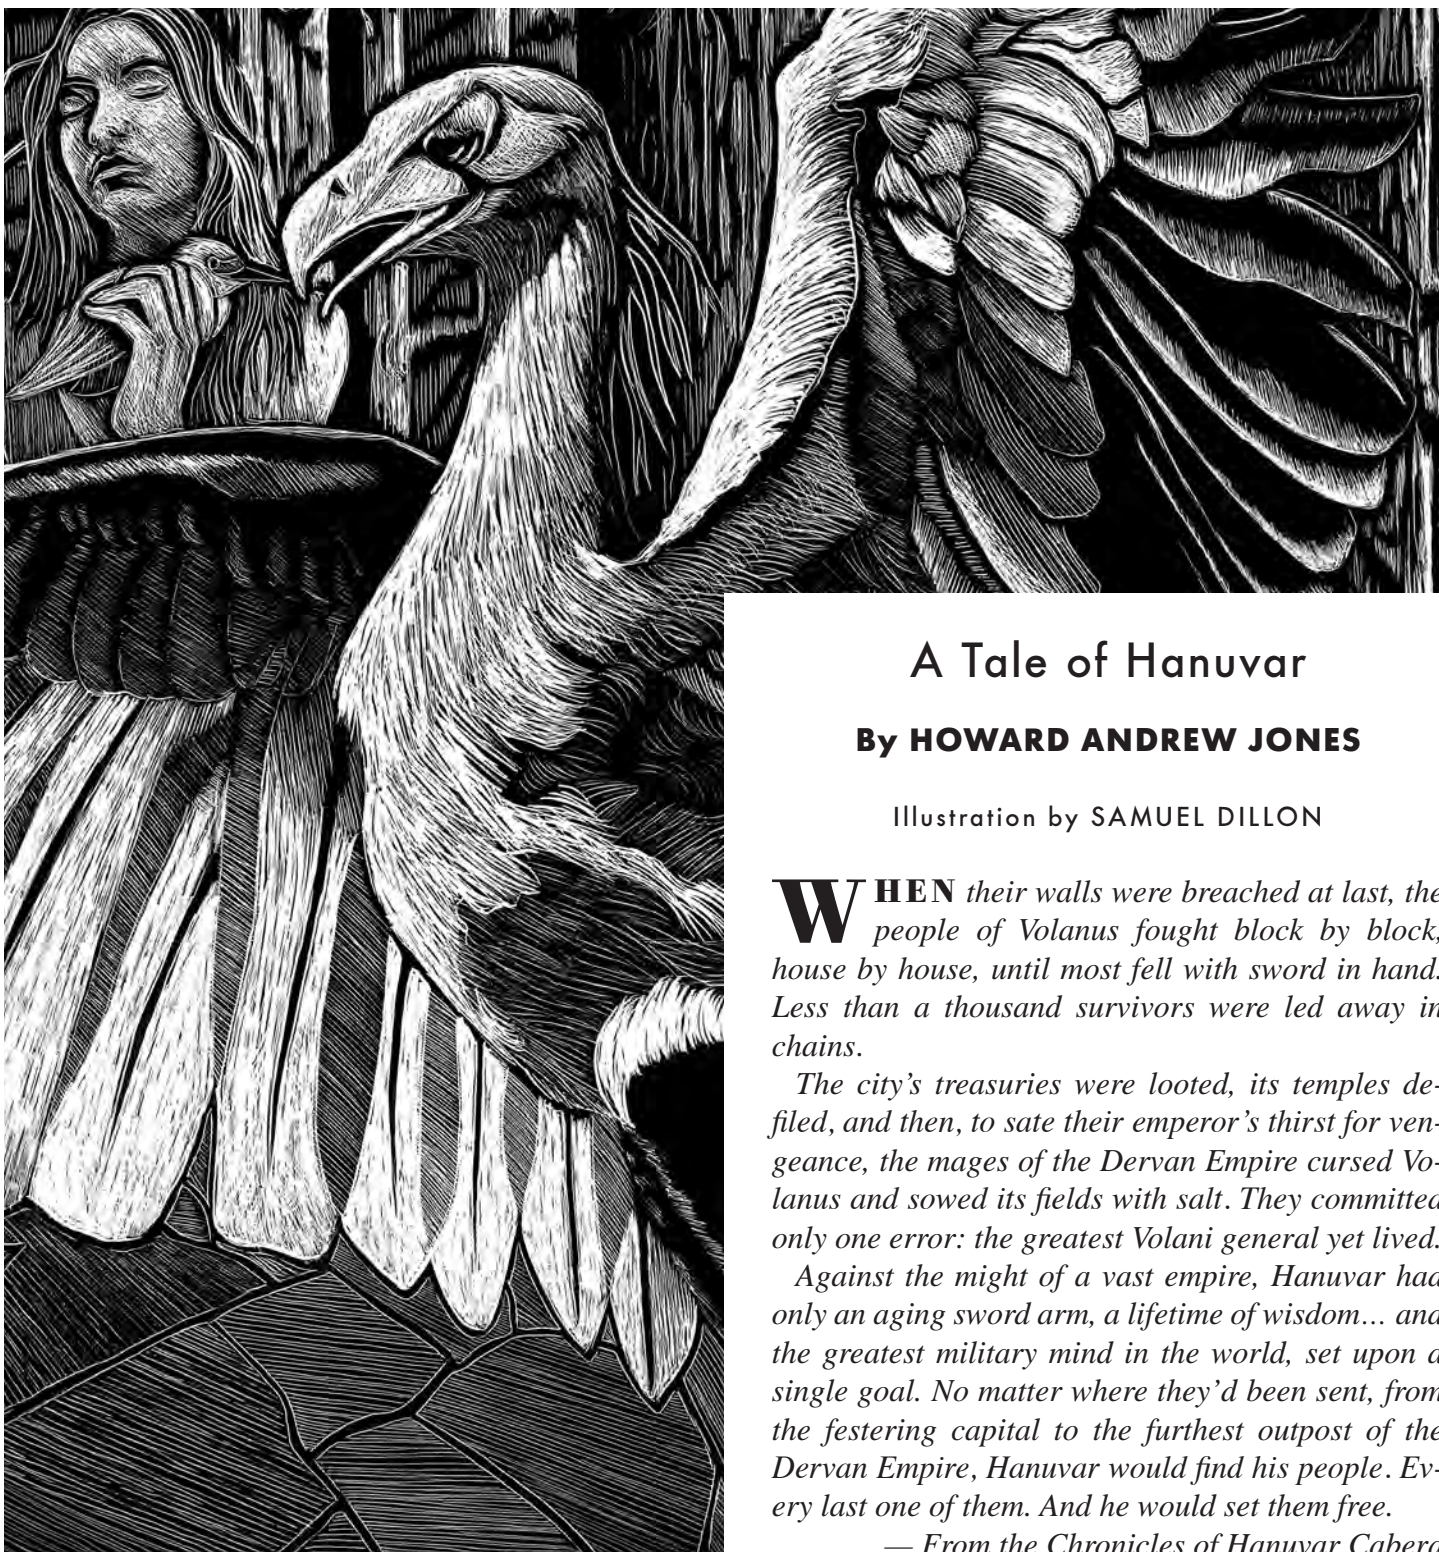 A Tale of Hanuvar
By HOWARD ANDREW JONES
Illustration by SAMUEL DILLON
WHEN their walls were breached at last, the
people of Volanus fought block by block,
house by house, until most fell with sword in hand.
Less than a thousand survivors were led away in
chains.
The city’s treasuries were looted, its temples de-
filed, and then, to sate their emperor’s thirst for ven-
geance, the mages of the Dervan Empire cursed Vo-
lanus and sowed its fields with salt. They committed
only one error: the greatest Volani general yet lived.
Against the might of a vast empire, Hanuvar had
only an aging sword arm, a lifetime of wisdom... and
the greatest military mind in the world, set upon a
single goal. No matter where they’d been sent, from
the festering capital to the furthest outpost of the
Dervan Empire, Hanuvar would find his people. Ev-
ery last one of them. And he would set them free.
— From the Chronicles of Hanuvar Cabera